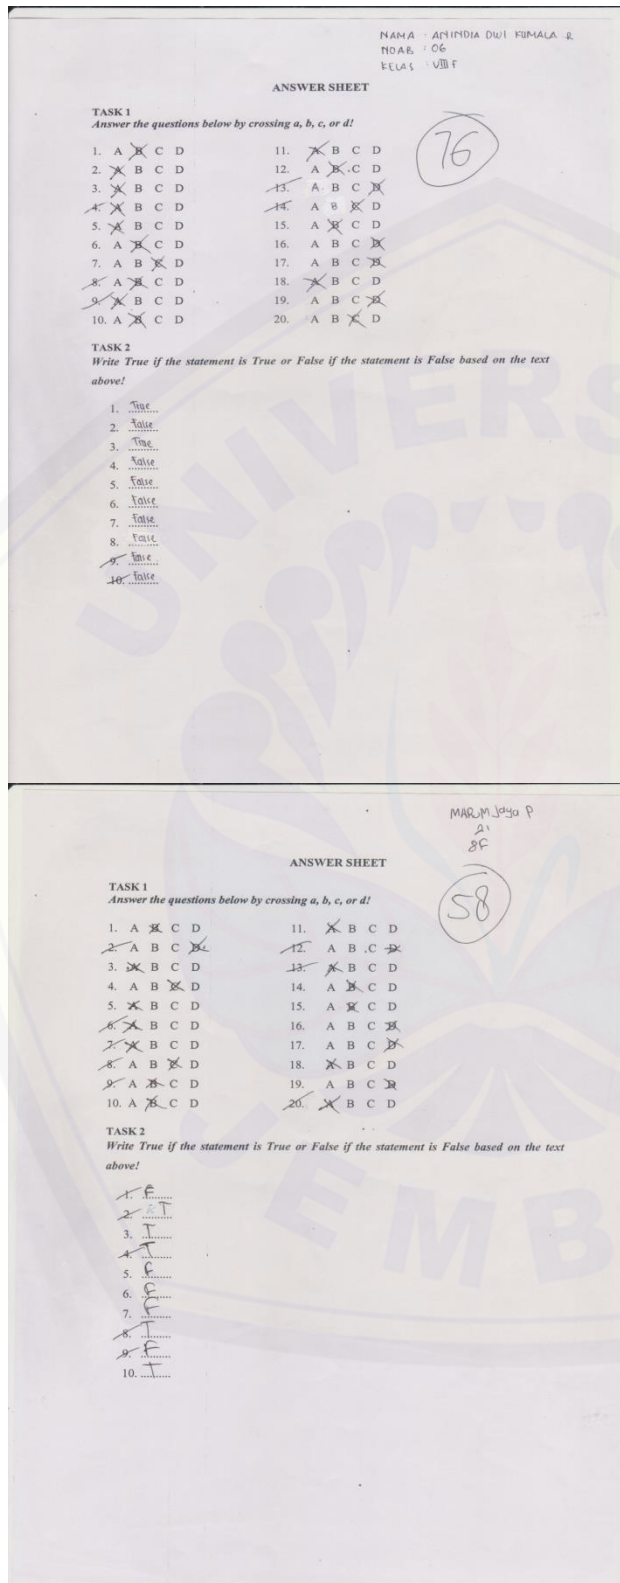 NAMA : ANINDIA DWI KUMALA R
NOAB : 06
KELAS : VIII F
ANSWER SHEET
76
TASK 1
Answer the questions below by crossing a, b, c, or d!
1. A B C D 11. A B C D
2. A B C D 12. A B .C D
3. A B C D 13. A B C D
4. A B C D 14. A B C D
5. A B C D 15. A B C D
6. A B C D 16. A B C D
7. A B C D 17. A B C D
8. A B C D 18. A B C D
9. A B C D 19. A B C D
10. A B C D 20. A B C D
TASK 2
Write True if the statement is True or False if the statement is False based on the text
above!
1. True
2. False
3. True
4. False
5. False
6. False
7. False
8. False
9. False
10. False
UNIVERS
Jaya P
21
8F
ANSWER SHEET
58
TASK 1
Answer the questions below by crossing a, b, c, or d!
1. A B C D 11. A B C D
2. A B C D 12. A B .C D
3. A B C D 13. A B C D
4. A B C D 14. A B C D
5. A B C D 15. A B C D
6. A B C D 16. A B C D
7. A B C D 17. A B C D
8. A B C D 18. A B C D
9. A B C D 19. A B C D
10. A B C D 20. A B C D
TASK 2
Write True if the statement is True or False if the statement is False based on the text
above!
1. F
2. T
3. T
4. T
5. F
6. F
7. F
8. T
9. F
10. T
JEMB